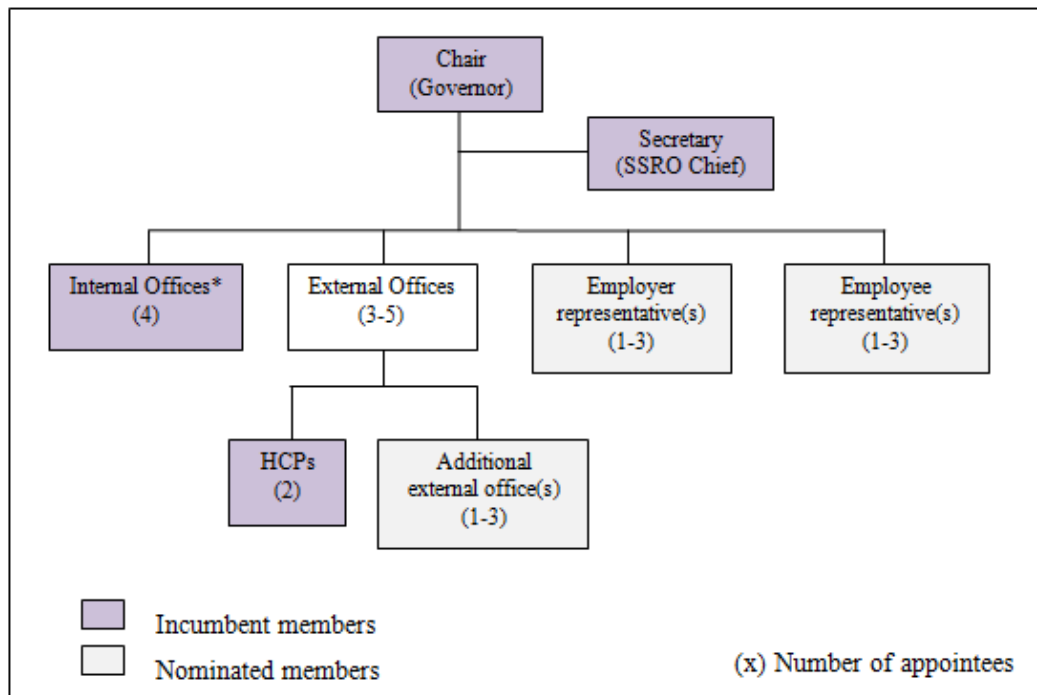 Chair
(Governor)
Secretary
(SSRO Chief)
Internal Offices*
(4)
External Offices
(3-5)
Employer
representative(s)
(1-3)
Employee
representative(s)
(1-3)
HCPs
(2)
Additional
external office(s)
(1-3)
Incumbent members
Nominated members
(x) Number of appointees